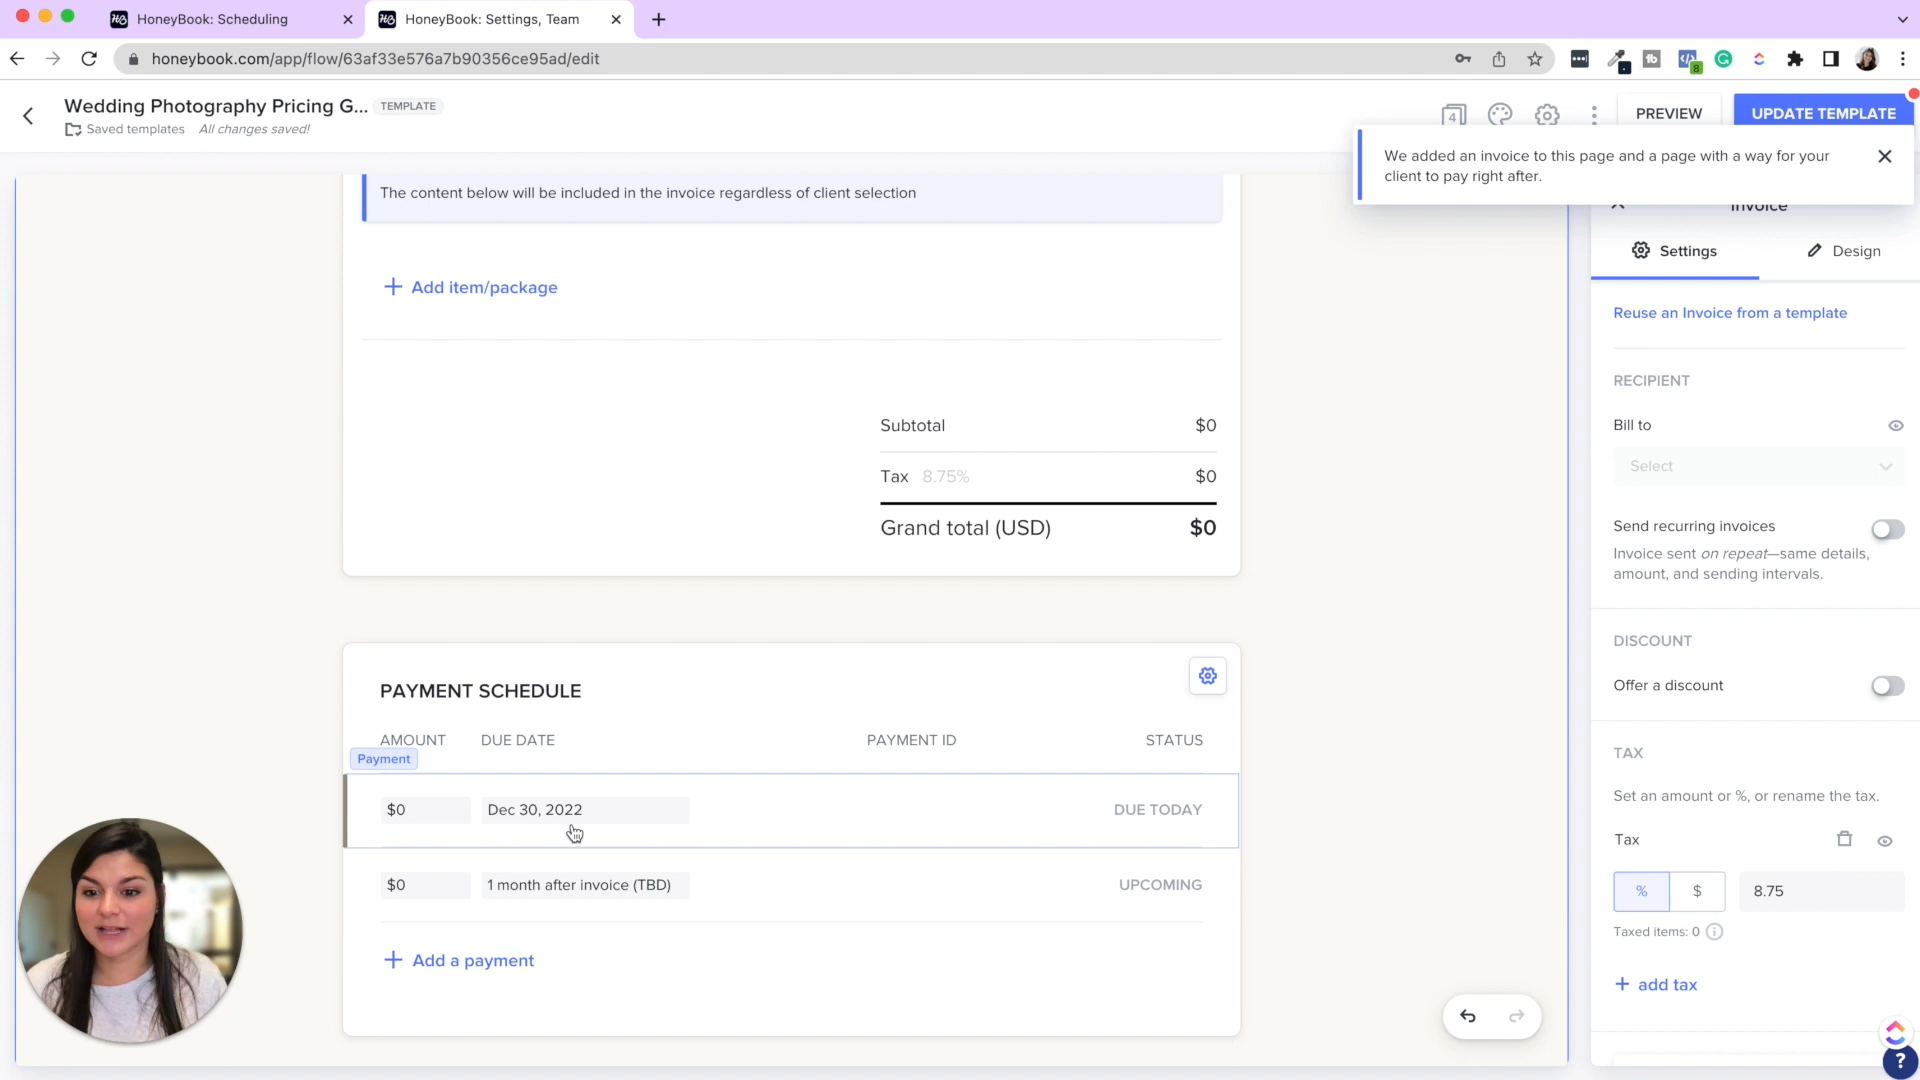 HoneyBook: Scheduling
HoneyBook: Settings, Team
honeybook.com/app/flow/63af33e576a7b90356ce95ad/edit
8
Wedding Photography Pricing G...
TEMPLATE
Saved templates
All changes saved!
4
PREVIEW
UPDATE TEMPLATE
We added an invoice to this page and a page with a way for your
client to pay right after.
The content below will be included in the invoice regardless of client selection
Add item/package
Subtotal
$0
Tax 8.75%
$0
Grand total (USD)
$0
PAYMENT SCHEDULE
AMOUNT
DUE DATE
PAYMENT ID
STATUS
Payment
$0
Dec 30, 2022
DUE TODAY
$0
1 month after invoice (TBD)
UPCOMING
Add a payment
Invoice
Settings
Design
Reuse an Invoice from a template
RECIPIENT
Bill to
Select
Send recurring invoices
Invoice sent on repeat—same details,
amount, and sending intervals.
DISCOUNT
Offer a discount
TAX
Set an amount or %, or rename the tax.
Tax
%
$
8.75
Taxed items: 0
+ add tax
?